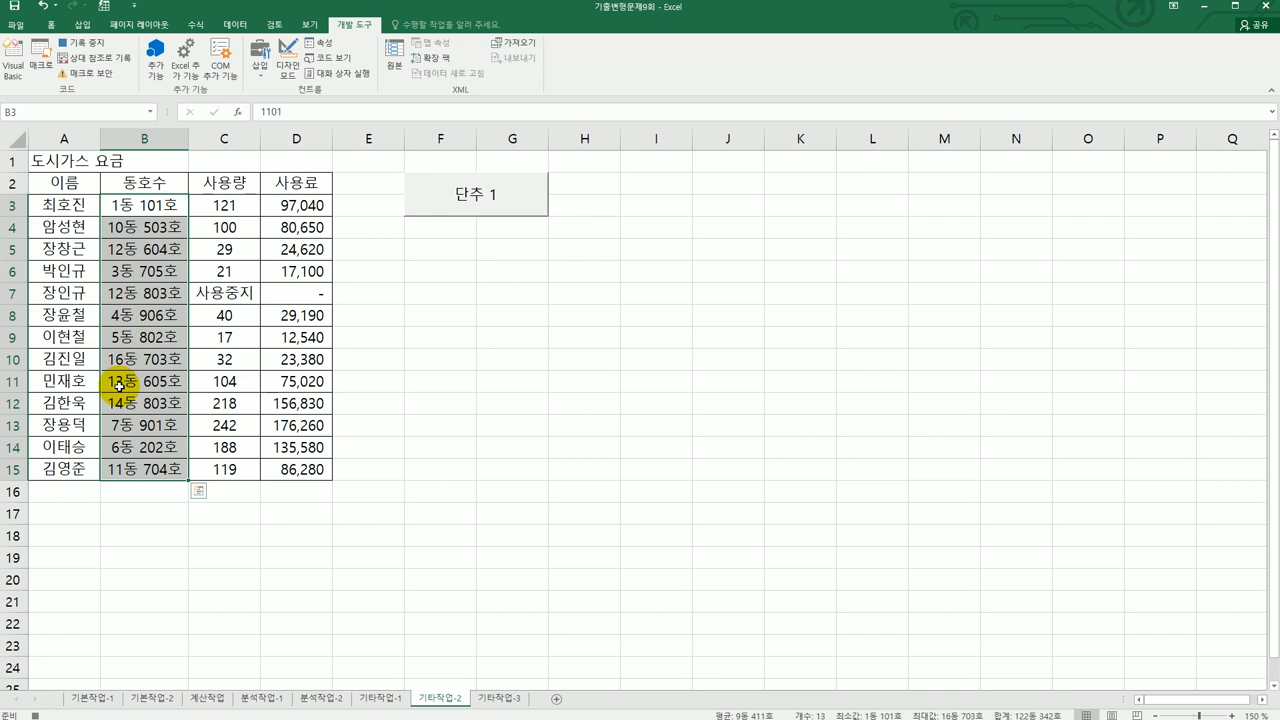 기출변형문제9회 - Excel
파일 홈 삽입 페이지 레이아웃 수식 데이터 검토 보기 개발 도구 수행할 작업을 알려 주세요. 공유
Visual Basic
매크로
기록 중지
상대 참조로 기록
매크로 보안
코드
추가 기능
Excel 추가 기능
COM 추가 기능
추가 기능
삽입
디자인 모드
속성
코드 보기
대화 상자 실행
컨트롤
원본
맵 속성
확장 팩
데이터 새로 고침
가져오기
내보내기
XML
B3 fx 1101
A B C D E F G H I J K L M N O P Q
1 도시가스 요금
2 이름 동호수 사용량 사용료
단추 1
3 최호진 1동 101호 121 97,040
4 암성현 10동 503호 100 80,650
5 장창근 12동 604호 29 24,620
6 박인규 3동 705호 21 17,100
7 장인규 12동 803호 사용중지 -
8 장윤철 4동 906호 40 29,190
9 이현철 5동 802호 17 12,540
10 김진일 16동 703호 32 23,380
11 민재호 13동 605호 104 75,020
12 김한욱 14동 803호 218 156,830
13 장용덕 7동 901호 242 176,260
14 이태승 6동 202호 188 135,580
15 김영준 11동 704호 119 86,280
16
17
18
19
20
21
22
23
24
25
기본작업-1 기본작업-2 계산작업 분석작업-1 분석작업-2 기타작업-1 기타작업-2 기타작업-3
준비 평균: 9동 411호 개수: 13 최소값: 1동 101호 최대값: 16동 703호 합계: 122동 342호 150 %